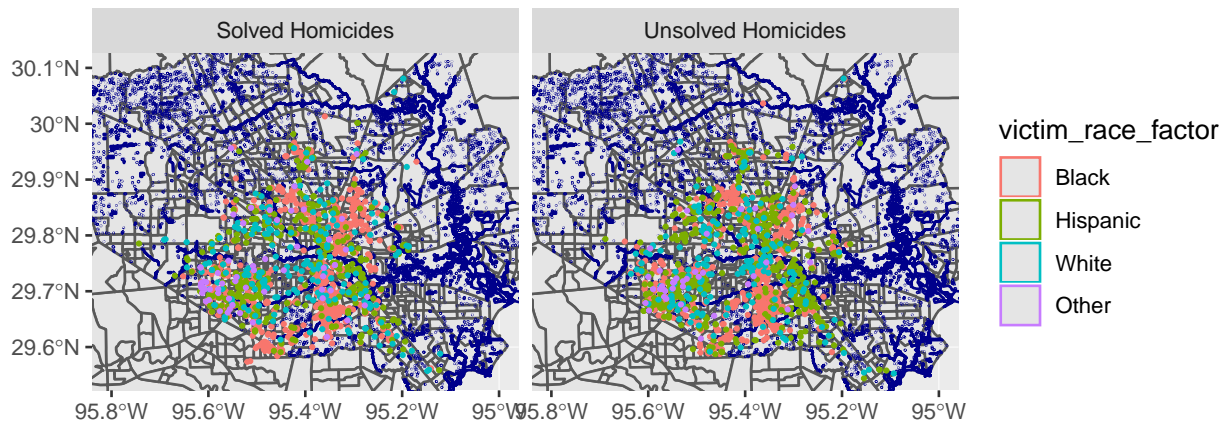 Solved Homicides
Unsolved Homicides
30.1°N
30°N
29.9°N
29.8°N
29.7°N
29.6°N
95.8°W 95.6°W 95.4°W 95.2°W 95°W
95.8°W 95.6°W 95.4°W 95.2°W 95°W
victim_race_factor
Black
Hispanic
White
Other